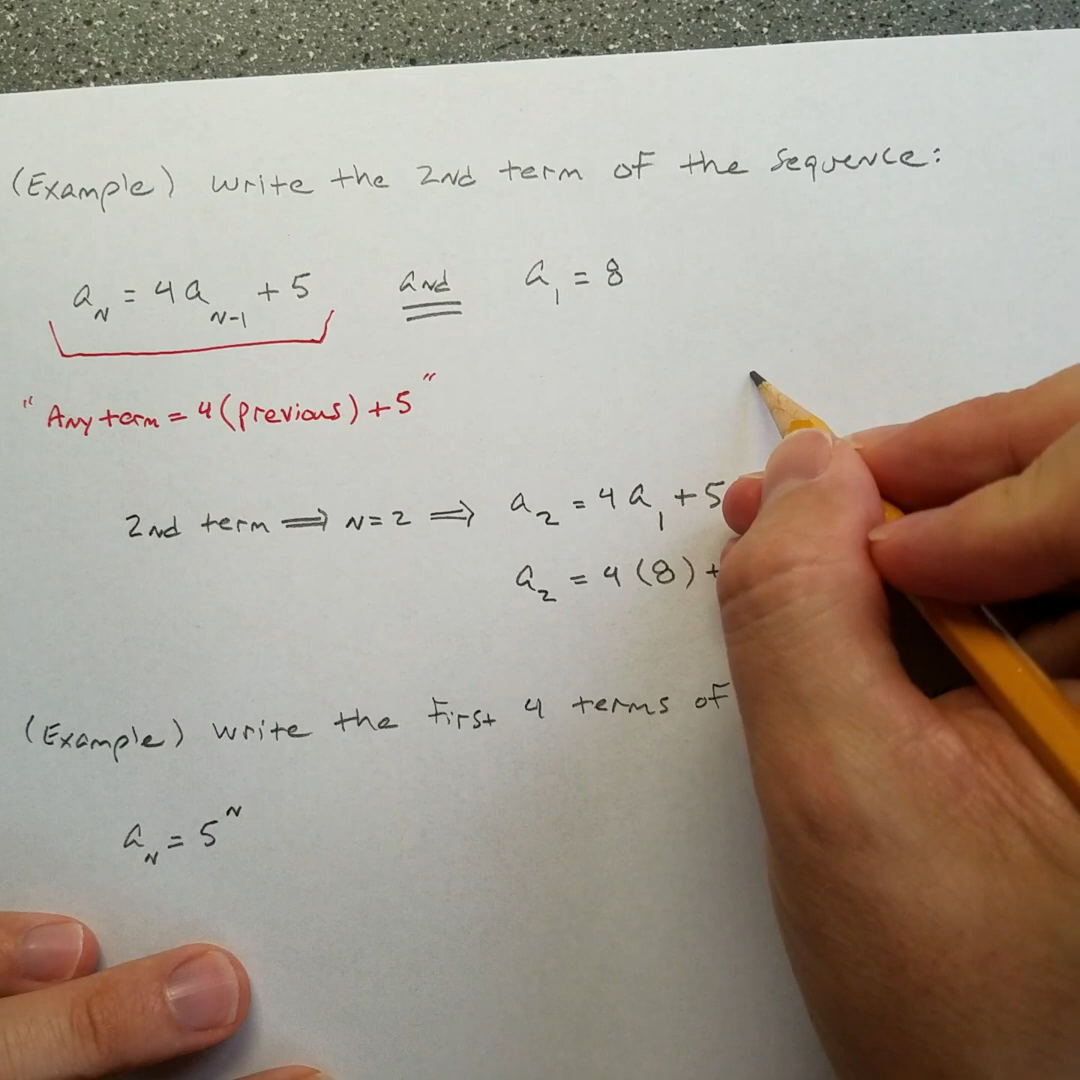 (Example) write the 2nd term of the sequence:
a_N = 4a_{N-1} + 5 and a_1 = 8
"Any term = 4(previous) + 5"
2nd term ⟹ N=2 ⟹ a_2 = 4a_1 + 5
a_2 = 4(8) +
(Example) write the first 4 terms of
a_N = 5^N